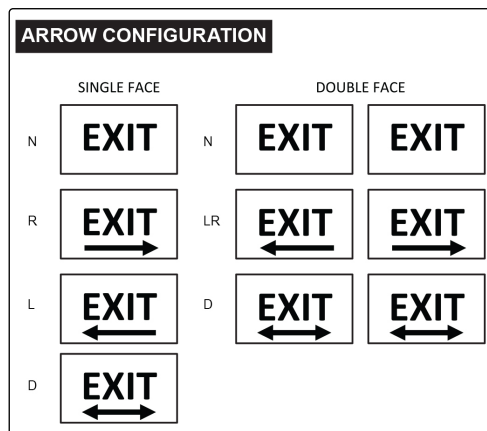 ARROW CONFIGURATION
SINGLE FACE DOUBLE FACE
N EXIT N EXIT EXIT
R EXIT LR EXIT EXIT
L EXIT D EXIT EXIT
D EXIT